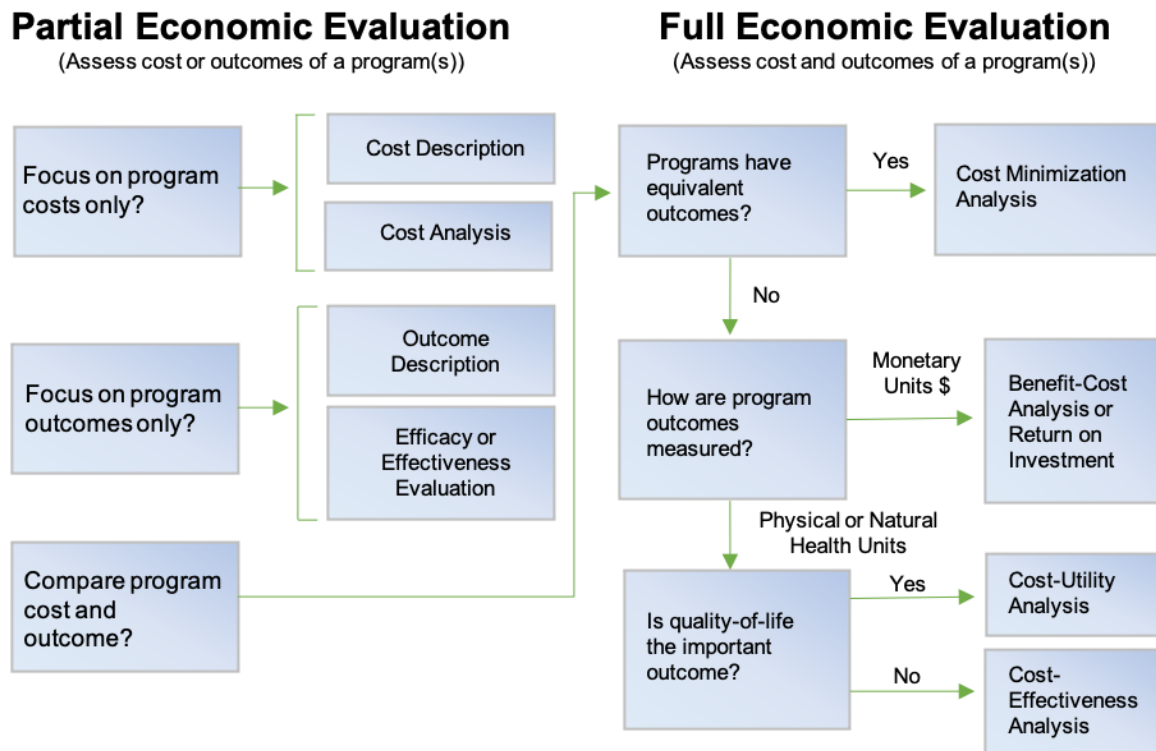 Partial Economic Evaluation
(Assess cost or outcomes of a program(s))
Focus on program
costs only?
Cost Description
Cost Analysis
Focus on program
outcomes only?
Outcome
Description
Efficacy or
Effectiveness
Evaluation
Compare program
cost and
outcome?
Full Economic Evaluation
(Assess cost and outcomes of a program(s))
Programs have
equivalent
outcomes?
Yes
Cost Minimization
Analysis
No
How are program
outcomes
measured?
Monetary
Units $
Benefit-Cost
Analysis or
Return on
Investment
Physical or Natural
Health Units
Is quality-of-life
the important
outcome?
Yes
Cost-Utility
Analysis
No
Cost-
Effectiveness
Analysis